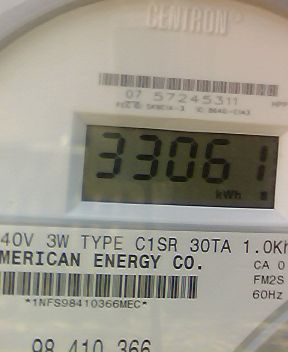 CENTRON
07 57245311
33061
kWh
40V 3W TYPE C1SR 30TA 1.0Kh
MERICAN ENERGY CO.
CA 0
FM2S
60Hz
*1NFS98410366MEC*
98 410 366